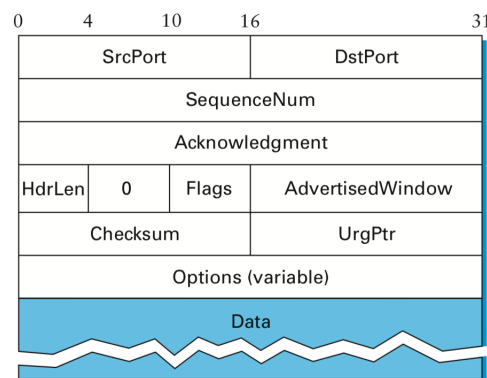 0 4 10 16 31
SrcPort DstPort
SequenceNum
Acknowledgment
HdrLen 0 Flags AdvertisedWindow
Checksum UrgPtr
Options (variable)
Data